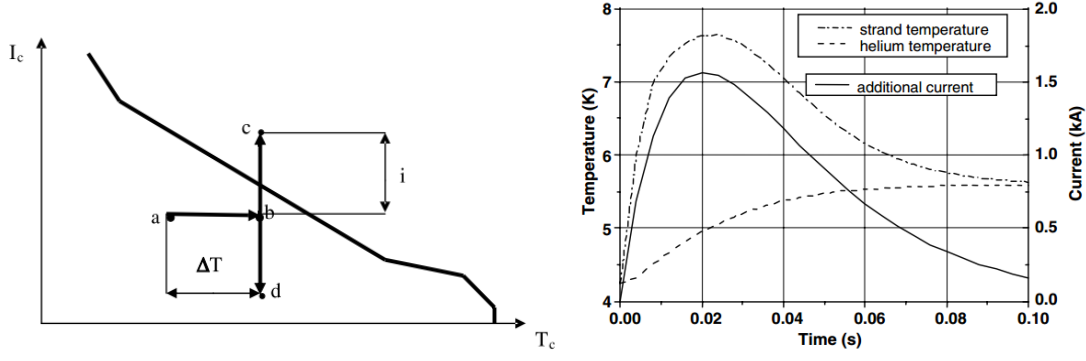 I_c
c
i
a
b
ΔT
d
T_c
8
7
6
5
4
Temperature (K)
strand temperature
helium temperature
additional current
2.0
1.5
1.0
0.5
0.0
Current (kA)
0.00 0.02 0.04 0.06 0.08 0.10
Time (s)